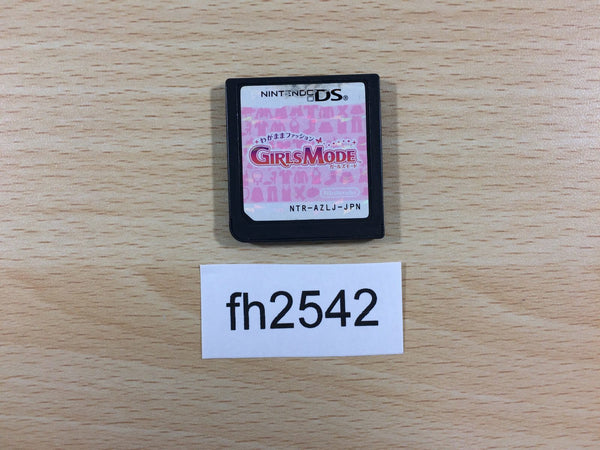 NINTENDO DS
わがままファッション
GIRLS MODE
ガールズモード
Nintendo
NTR-AZLJ-JPN
fh2542